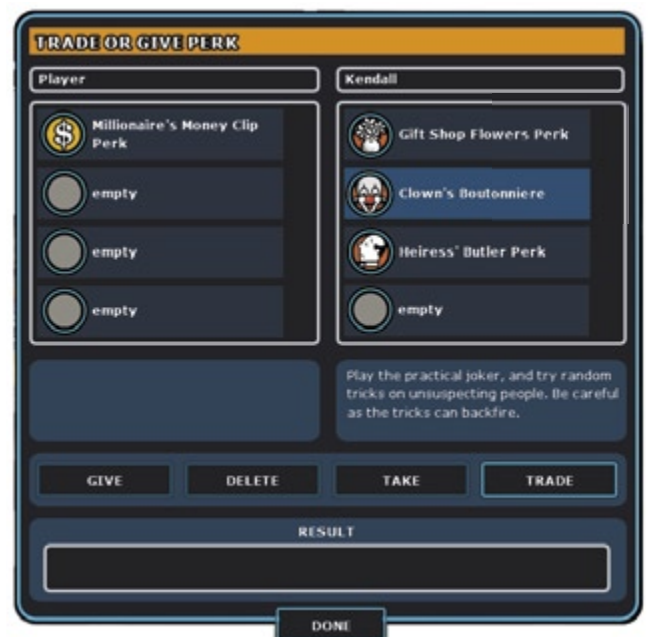 TRADE OR GIVE PERK
Player
Kendall
$ Millionaire's Money Clip
Perk
empty
empty
empty
Gift Shop Flowers Perk
Clown's Boutonniere
Heiress' Butler Perk
empty
Play the practical joker, and try random
tricks on unsuspecting people. Be careful
as the tricks can backfire.
GIVE
DELETE
TAKE
TRADE
RESULT
DONE